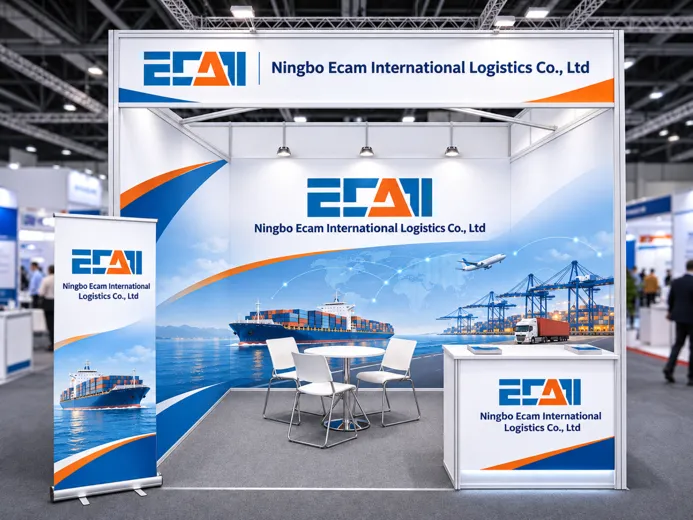 ECAM
Ningbo Ecam International Logistics Co., Ltd
ECAM
Ningbo Ecam International Logistics Co., Ltd
ECAM
Ningbo Ecam International
Logistics Co., Ltd
ECAM
Ningbo Ecam International
Logistics Co., Ltd